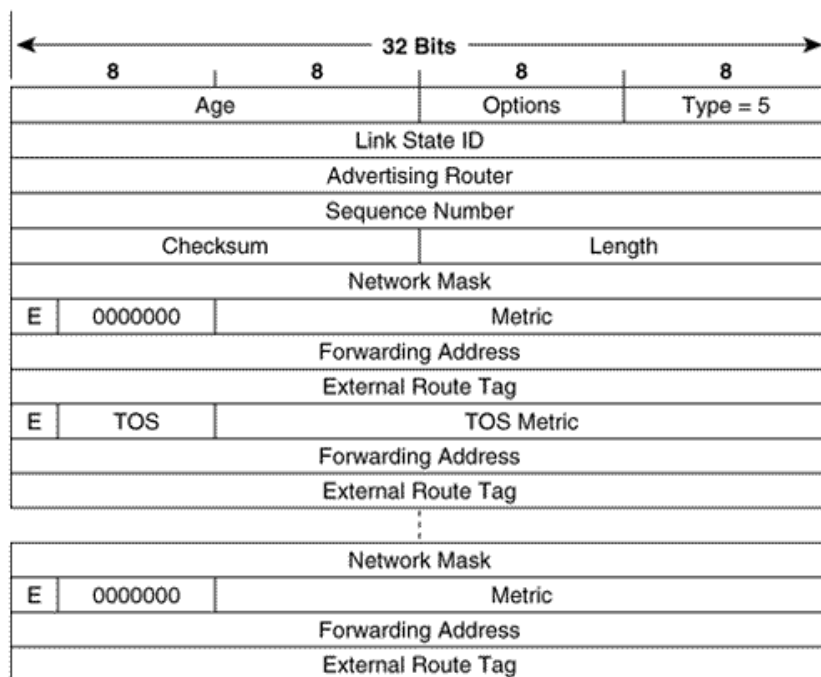 32 Bits
8 8 8 8
Age Options Type = 5
Link State ID
Advertising Router
Sequence Number
Checksum Length
Network Mask
E 0000000 Metric
Forwarding Address
External Route Tag
E TOS TOS Metric
Forwarding Address
External Route Tag
Network Mask
E 0000000 Metric
Forwarding Address
External Route Tag